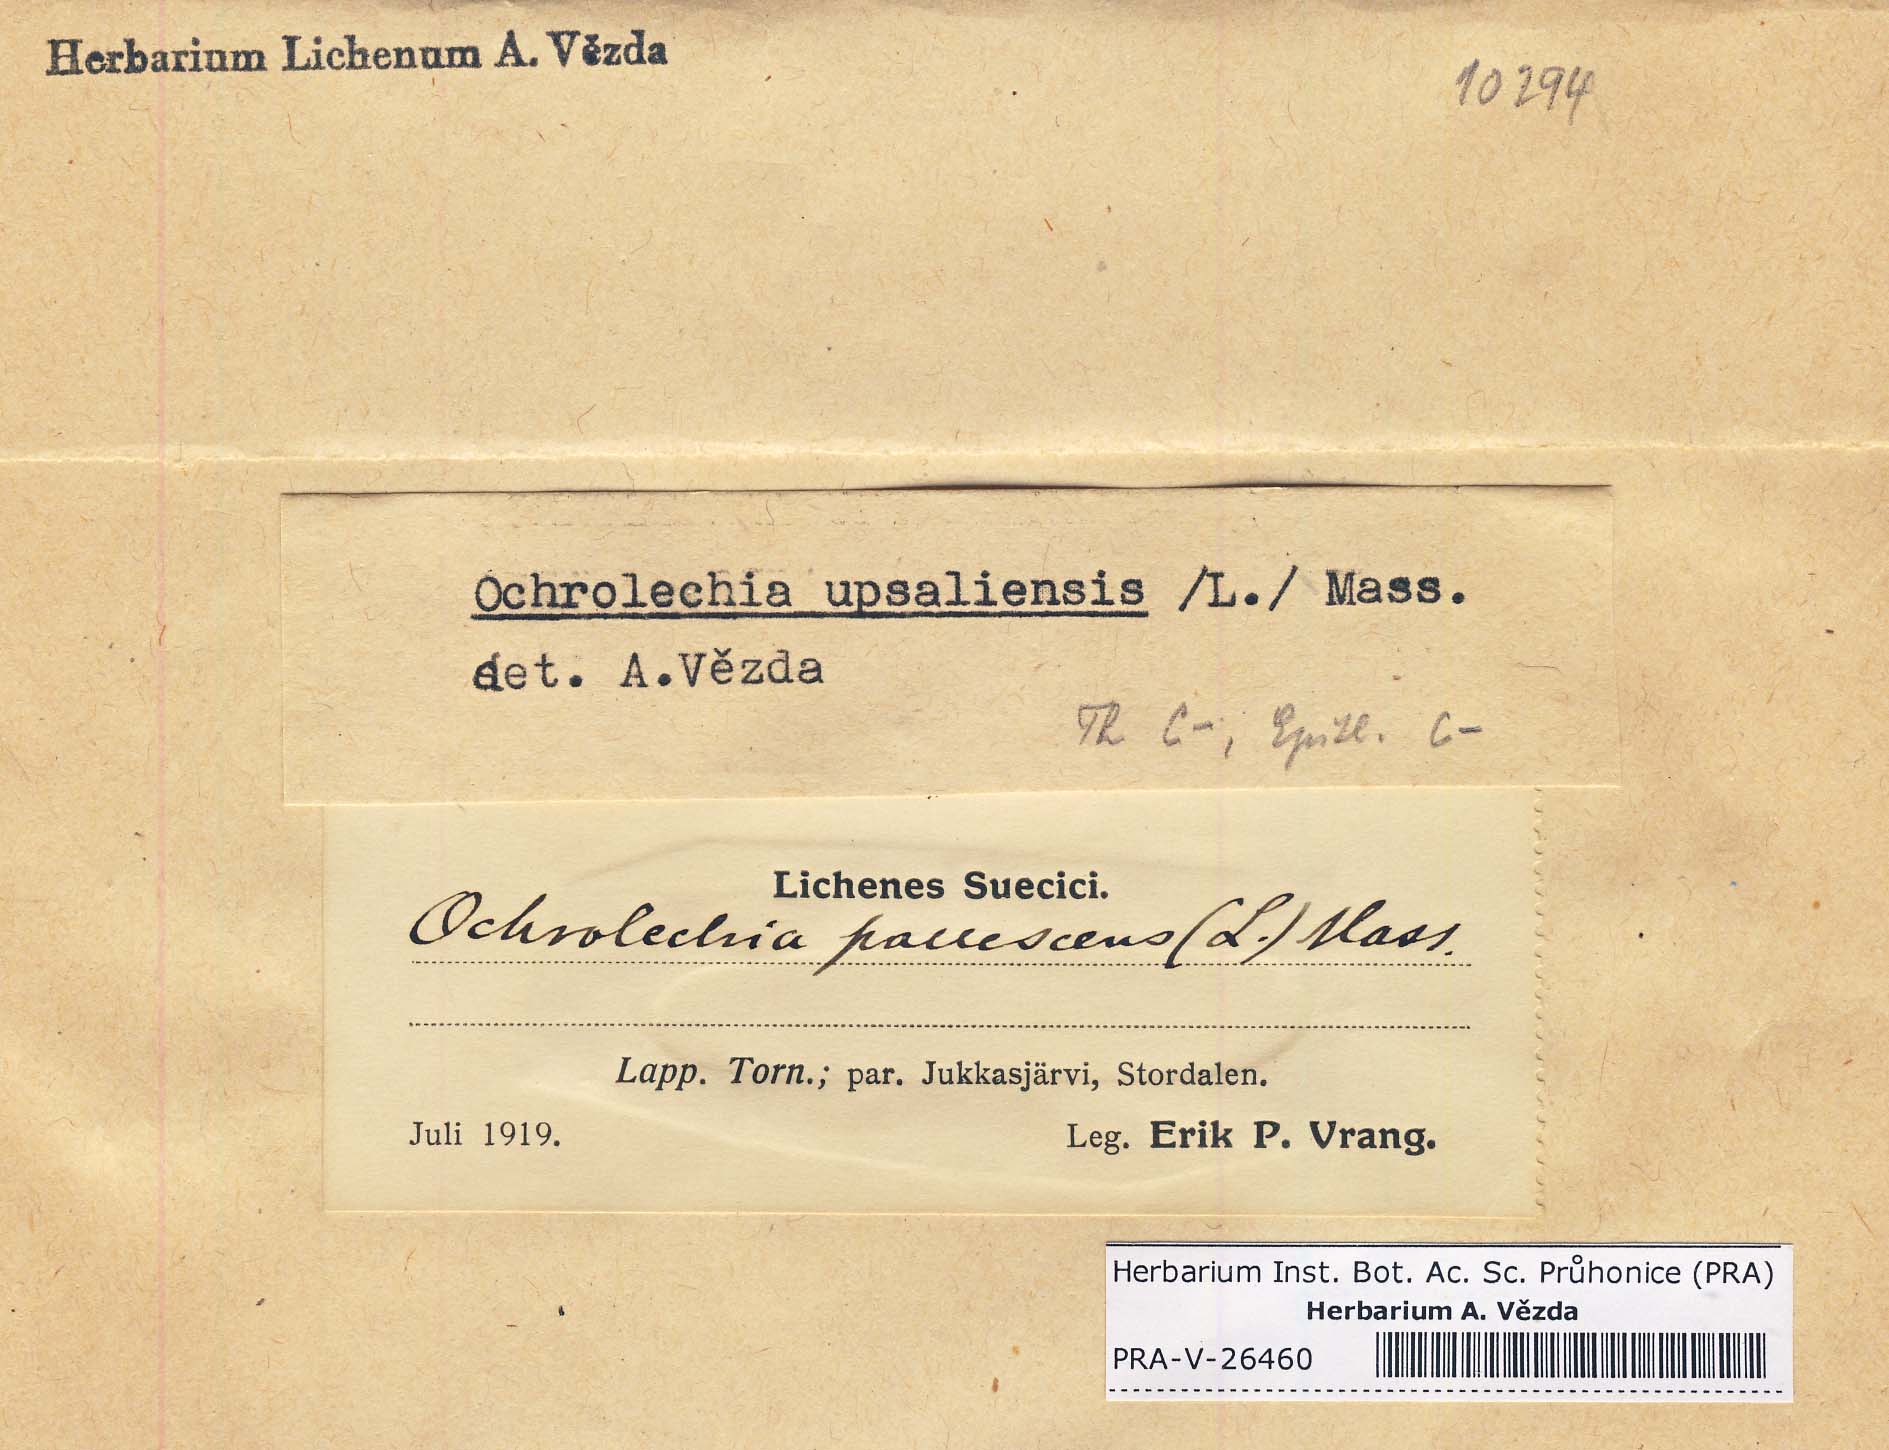 Herbarium Lichenum A. Vězda
10294
Ochrolechia upsaliensis /L./ Mass.
det. A.Vězda
Th C-; Epith. C-
Lichenes Suecici.
Ochrolechia pallescens (L.) Mass.
Lapp. Torn.; par. Jukkasjärvi, Stordalen.
Juli 1919.
Leg. Erik P. Vrang.
Herbarium Inst. Bot. Ac. Sc. Průhonice (PRA)
Herbarium A. Vězda
PRA-V-26460